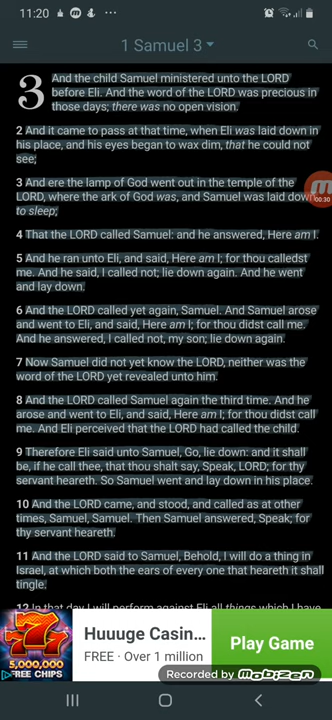 11:20
1 Samuel 3
3 And the child Samuel ministered unto the LORD
before Eli. And the word of the LORD was precious in
those days; there was no open vision.
2 And it came to pass at that time, when Eli was laid down in
his place, and his eyes began to wax dim, that he could not
see;
3 And ere the lamp of God went out in the temple of the
LORD, where the ark of God was, and Samuel was laid down
to sleep;
00:30
4 That the LORD called Samuel: and he answered, Here am I.
5 And he ran unto Eli, and said, Here am I; for thou calledst
me. And he said, I called not; lie down again. And he went
and lay down.
6 And the LORD called yet again, Samuel. And Samuel arose
and went to Eli, and said, Here am I; for thou didst call me.
And he answered, I called not, my son; lie down again.
7 Now Samuel did not yet know the LORD, neither was the
word of the LORD yet revealed unto him.
8 And the LORD called Samuel again the third time. And he
arose and went to Eli, and said, Here am I; for thou didst call
me. And Eli perceived that the LORD had called the child.
9 Therefore Eli said unto Samuel, Go, lie down: and it shall
be, if he call thee, that thou shalt say, Speak, LORD; for thy
servant heareth. So Samuel went and lay down in his place.
10 And the LORD came, and stood, and called as at other
times, Samuel, Samuel. Then Samuel answered, Speak; for
thy servant heareth.
11 And the LORD said to Samuel, Behold, I will do a thing in
Israel, at which both the ears of every one that heareth it shall
tingle.
12 In that day I will perform against Eli all things which I have
5,000,000
FREE CHIPS
Huuuge Casin...
FREE · Over 1 million
Play Game
Recorded by MOBIZEN